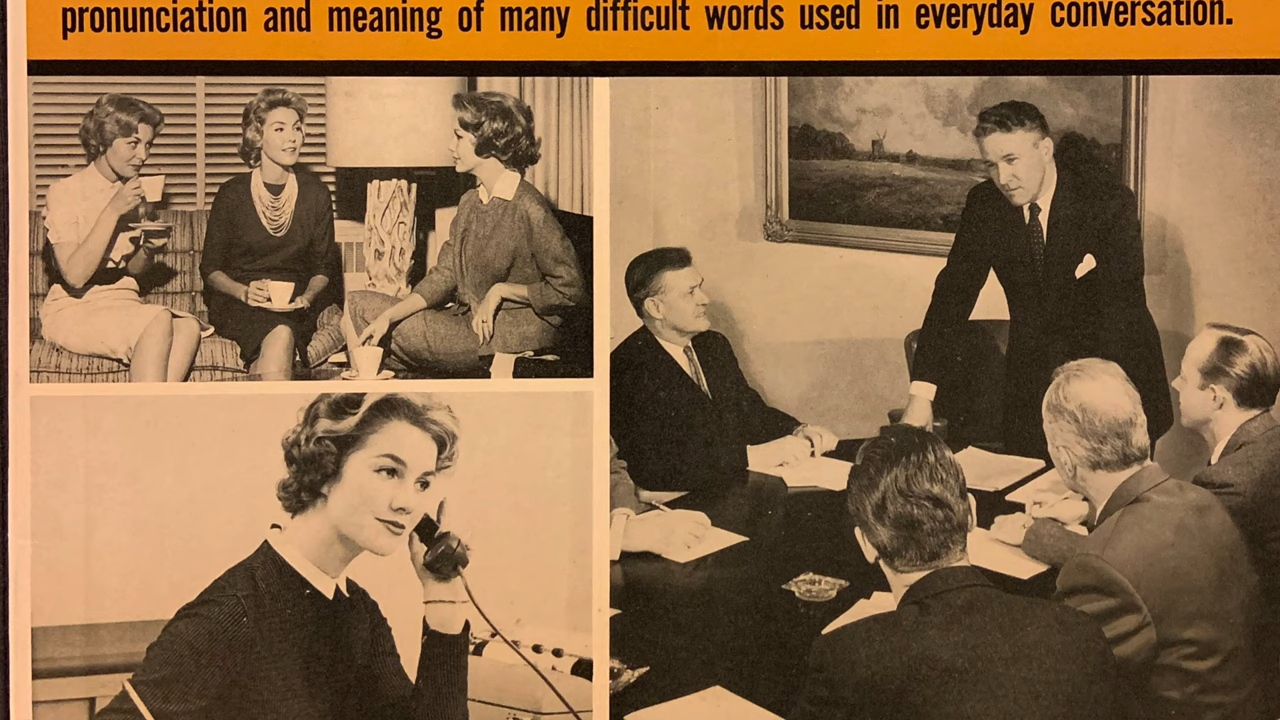 pronunciation and meaning of many difficult words used in everyday conversation.